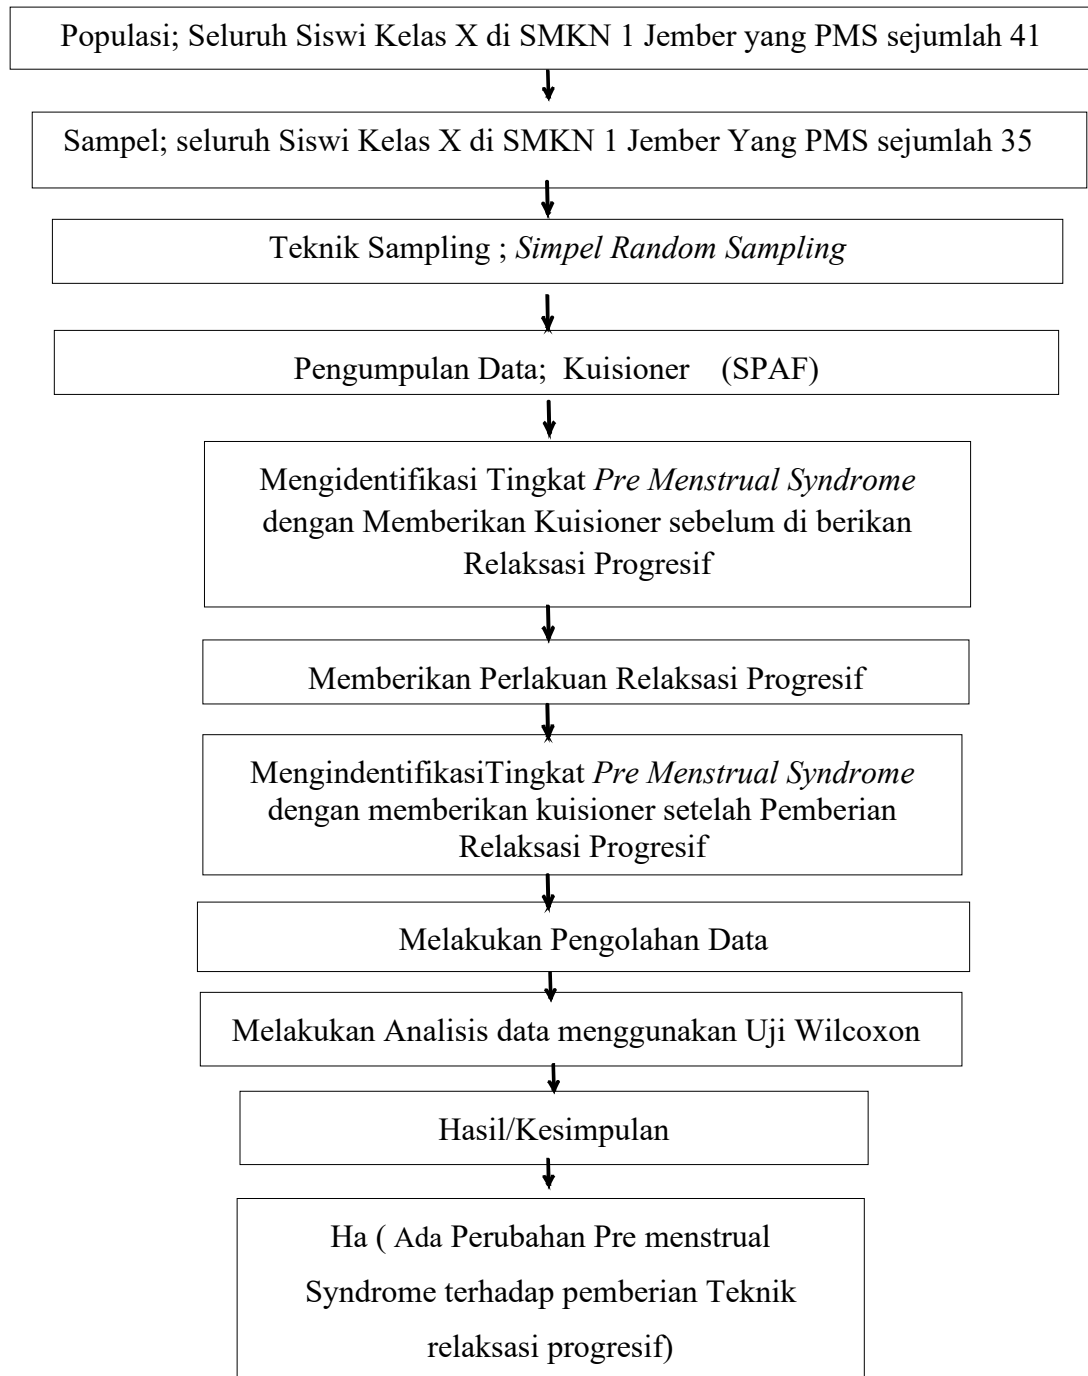 Populasi; Seluruh Siswi Kelas X di SMKN 1 Jember yang PMS sejumlah 41
Sampel; seluruh Siswi Kelas X di SMKN 1 Jember Yang PMS sejumlah 35
Teknik Sampling ; Simpel Random Sampling
Pengumpulan Data; Kuisioner (SPAF)
Mengidentifikasi Tingkat Pre Menstrual Syndrome
dengan Memberikan Kuisioner sebelum di berikan
Relaksasi Progresif
Memberikan Perlakuan Relaksasi Progresif
MengindentifikasiTingkat Pre Menstrual Syndrome
dengan memberikan kuisioner setelah Pemberian
Relaksasi Progresif
Melakukan Pengolahan Data
Melakukan Analisis data menggunakan Uji Wilcoxon
Hasil/Kesimpulan
Ha ( Ada Perubahan Pre menstrual
Syndrome terhadap pemberian Teknik
relaksasi progresif)